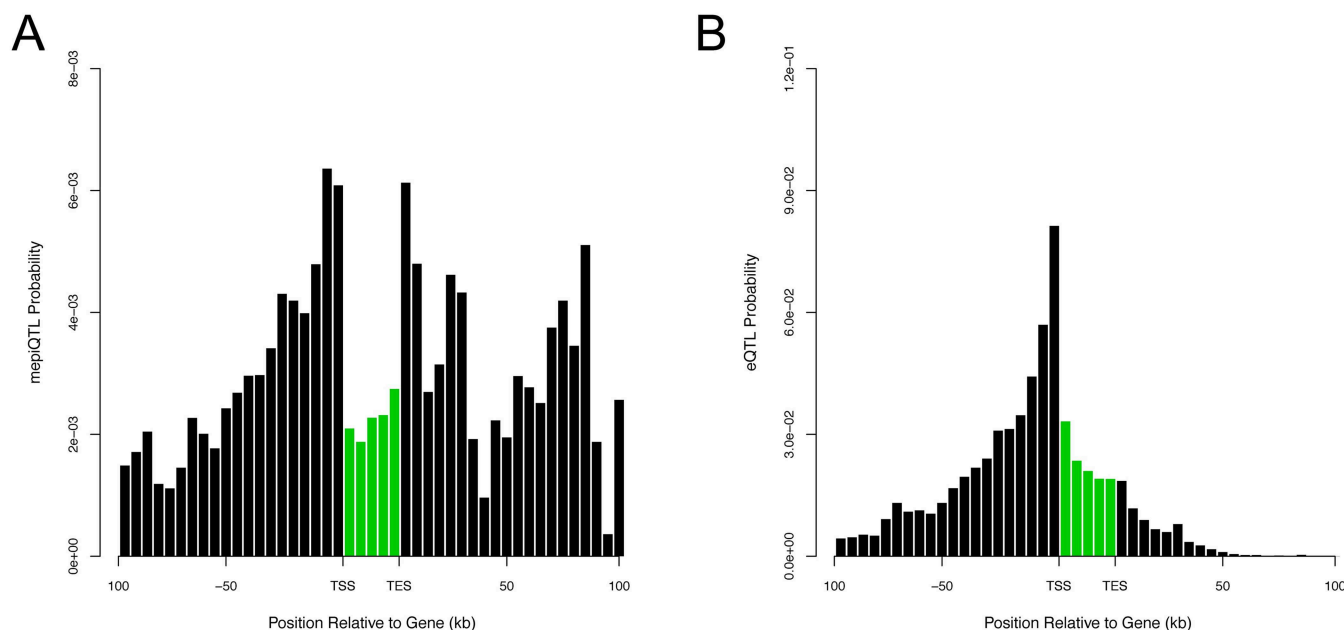 A
8e−03
6e−03
4e−03
2e−03
0e+00
mepiQTL Probability
100
−50
TSS
TES
50
100
Position Relative to Gene (kb)
B
1.2e−01
9.0e−02
6.0e−02
3.0e−02
0.0e+00
eQTL Probability
100
−50
TSS
TES
50
100
Position Relative to Gene (kb)